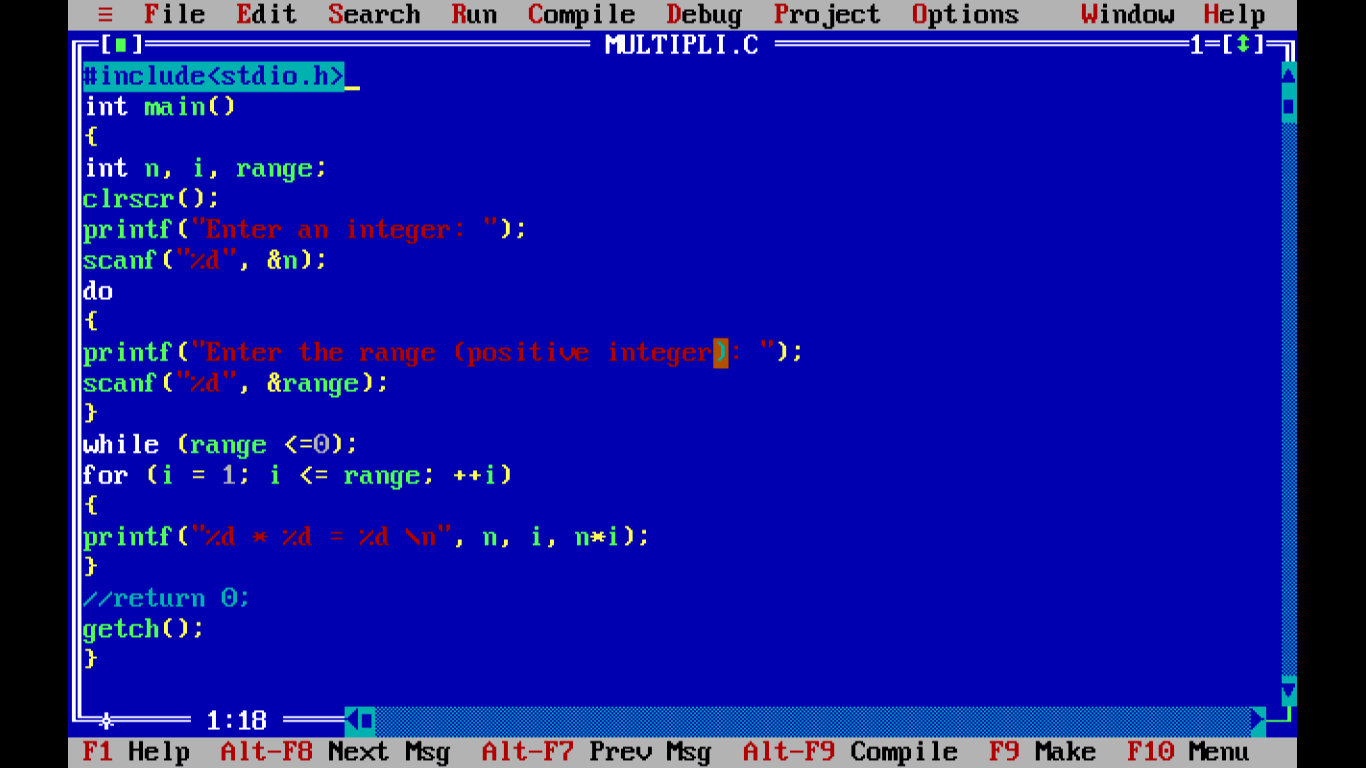 ≡ File Edit Search Run Compile Debug Project Options Window Help
[■] MULTIPLI.C 1=[↕]
#include<stdio.h>_
int main()
{
int n, i, range;
clrscr();
printf("Enter an integer: ");
scanf("%d", &n);
do
{
printf("Enter the range (positive integer): ");
scanf("%d", &range);
}
while (range <=0);
for (i = 1; i <= range; ++i)
{
printf("%d * %d = %d \n", n, i, n*i);
}
//return 0;
getch();
}
1:18
F1 Help Alt-F8 Next Msg Alt-F7 Prev Msg Alt-F9 Compile F9 Make F10 Menu